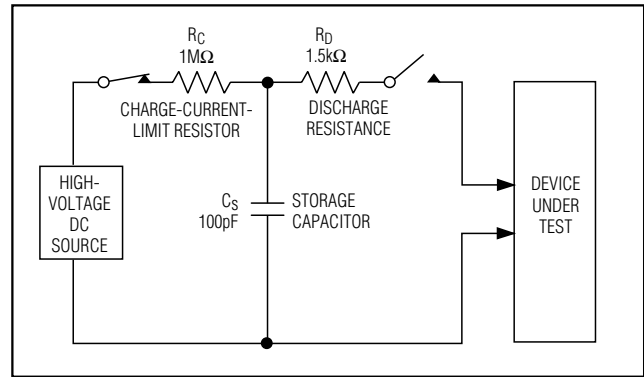 R_C
1MΩ
CHARGE-CURRENT-
LIMIT RESISTOR
R_D
1.5kΩ
DISCHARGE
RESISTANCE
HIGH-
VOLTAGE
DC
SOURCE
C_S
100pF
STORAGE
CAPACITOR
DEVICE
UNDER
TEST